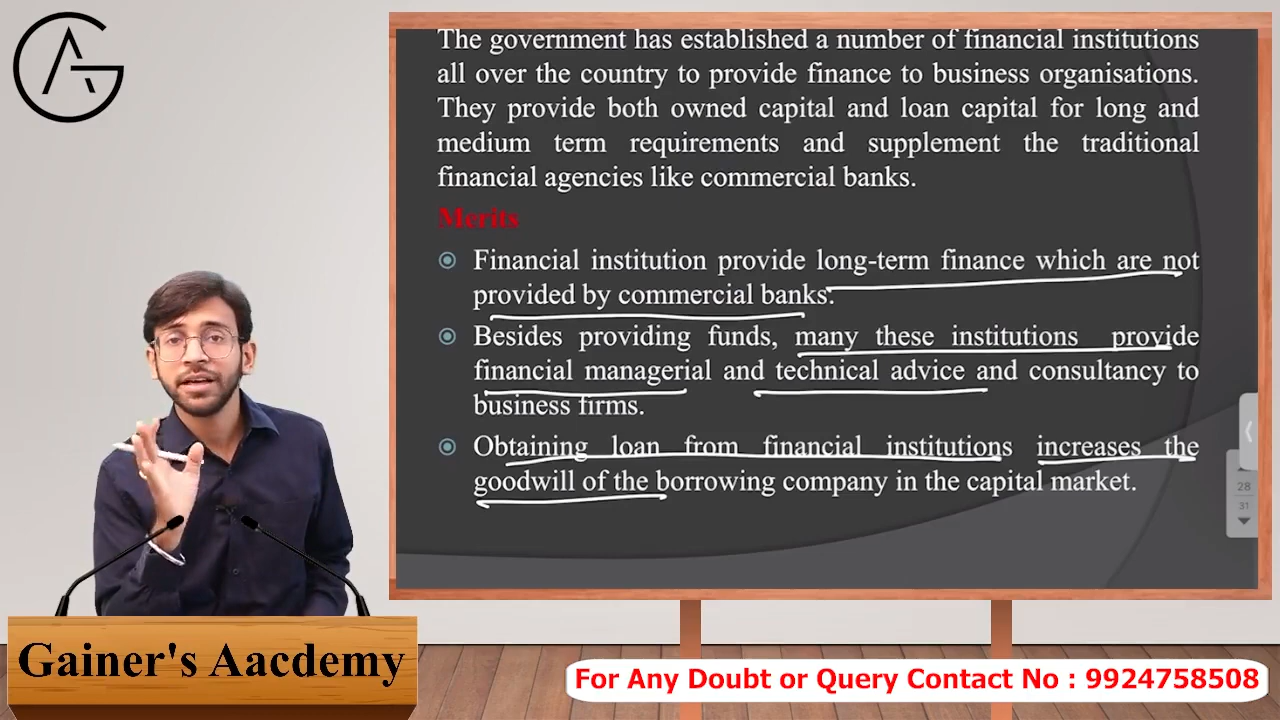 The government has established a number of financial institutions
all over the country to provide finance to business organisations.
They provide both owned capital and loan capital for long and
medium term requirements and supplement the traditional
financial agencies like commercial banks.
Merits
Financial institution provide long-term finance which are not
provided by commercial banks.
Besides providing funds, many these institutions provide
financial managerial and technical advice and consultancy to
business firms.
Obtaining loan from financial institutions increases the
goodwill of the borrowing company in the capital market.
28
31
Gainer's Aacdemy
For Any Doubt or Query Contact No : 9924758508